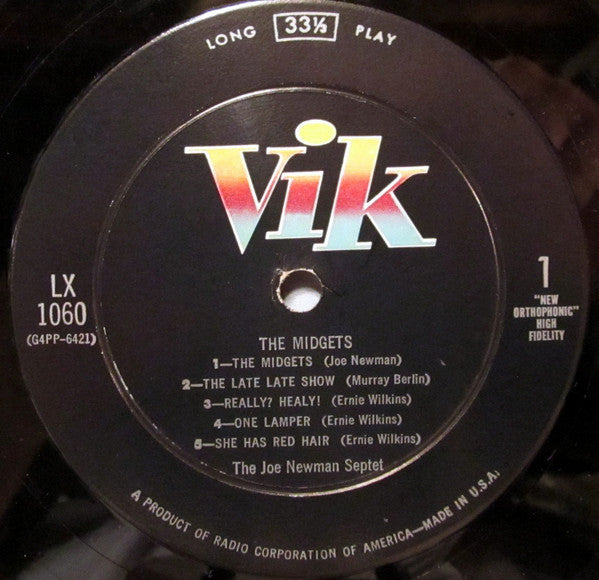 LONG 33⅓ PLAY
Vik
LX
1060
(G4PP-6421)
1
"NEW
ORTHOPHONIC"
HIGH
FIDELITY
THE MIDGETS
1—THE MIDGETS (Joe Newman)
2—THE LATE LATE SHOW (Murray Berlin)
3—REALLY? HEALY! (Ernie Wilkins)
4—ONE LAMPER (Ernie Wilkins)
5—SHE HAS RED HAIR (Ernie Wilkins)
The Joe Newman Septet
A PRODUCT OF RADIO CORPORATION OF AMERICA—MADE IN U.S.A.